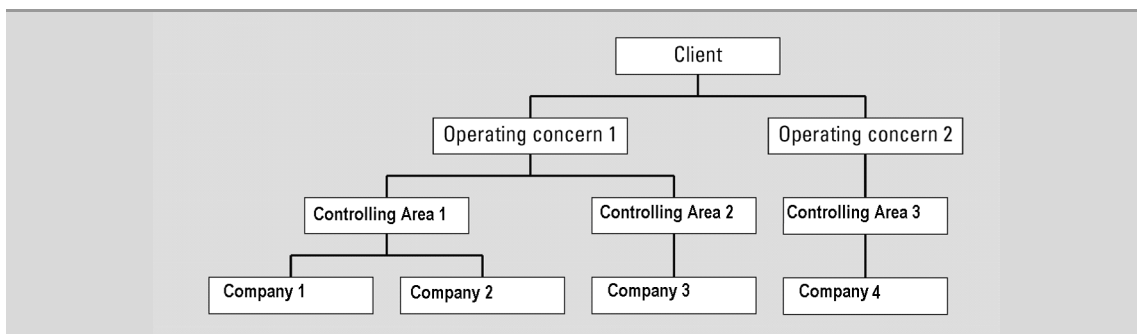 Client
Operating concern 1
Operating concern 2
Controlling Area 1
Controlling Area 2
Controlling Area 3
Company 1
Company 2
Company 3
Company 4